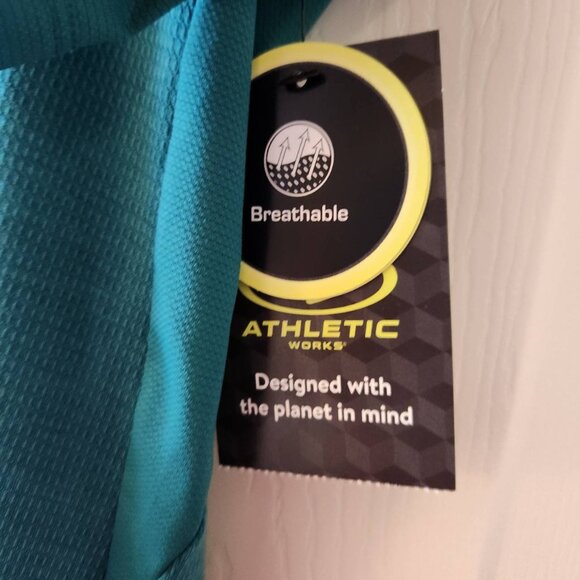 Breathable
ATHLETIC
WORKS®
Designed with
the planet in mind